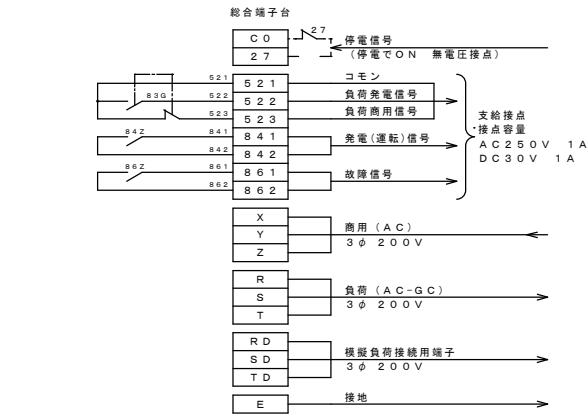 総合端子台
CO
27
27
停電信号
(停電でON 無電圧接点)
521
521
コモン
83G
522
522
負荷発電信号
523
523
負荷商用信号
84Z
841
841
発電(運転)信号
842
842
86Z
861
861
故障信号
862
862
支給接点
接点容量
AC250V 1A
DC30V 1A
X
Y
Z
商用(AC)
3φ 200V
R
S
T
負荷(AC-GC)
3φ 200V
RD
SD
TD
模擬負荷接続用端子
3φ 200V
E
接地